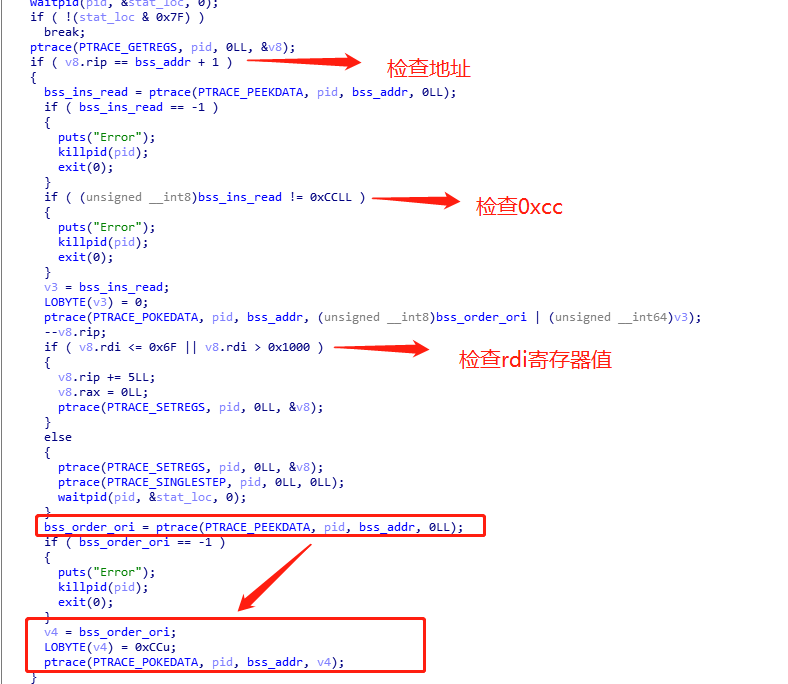 waitpid(pid, &stat_loc, 0);
if ( !(stat_loc & 0x7F) )
break;
ptrace(PTRACE_GETREGS, pid, 0LL, &v8);
if ( v8.rip == bss_addr + 1 )
检查地址
{
bss_ins_read = ptrace(PTRACE_PEEKDATA, pid, bss_addr, 0LL);
if ( bss_ins_read == -1 )
{
puts("Error");
killpid(pid);
exit(0);
}
if ( (unsigned __int8)bss_ins_read != 0xCCLL )
检查0xcc
{
puts("Error");
killpid(pid);
exit(0);
}
v3 = bss_ins_read;
LOBYTE(v3) = 0;
ptrace(PTRACE_POKEDATA, pid, bss_addr, (unsigned __int8)bss_order_ori | (unsigned __int64)v3);
--v8.rip;
if ( v8.rdi <= 0x6F || v8.rdi > 0x1000 )
检查rdi寄存器值
{
v8.rip += 5LL;
v8.rax = 0LL;
ptrace(PTRACE_SETREGS, pid, 0LL, &v8);
}
else
{
ptrace(PTRACE_SETREGS, pid, 0LL, &v8);
ptrace(PTRACE_SINGLESTEP, pid, 0LL, 0LL);
waitpid(pid, &stat_loc, 0);
}
bss_order_ori = ptrace(PTRACE_PEEKDATA, pid, bss_addr, 0LL);
if ( bss_order_ori == -1 )
{
puts("Error");
killpid(pid);
exit(0);
}
v4 = bss_order_ori;
LOBYTE(v4) = 0xCCu;
ptrace(PTRACE_POKEDATA, pid, bss_addr, v4);
}